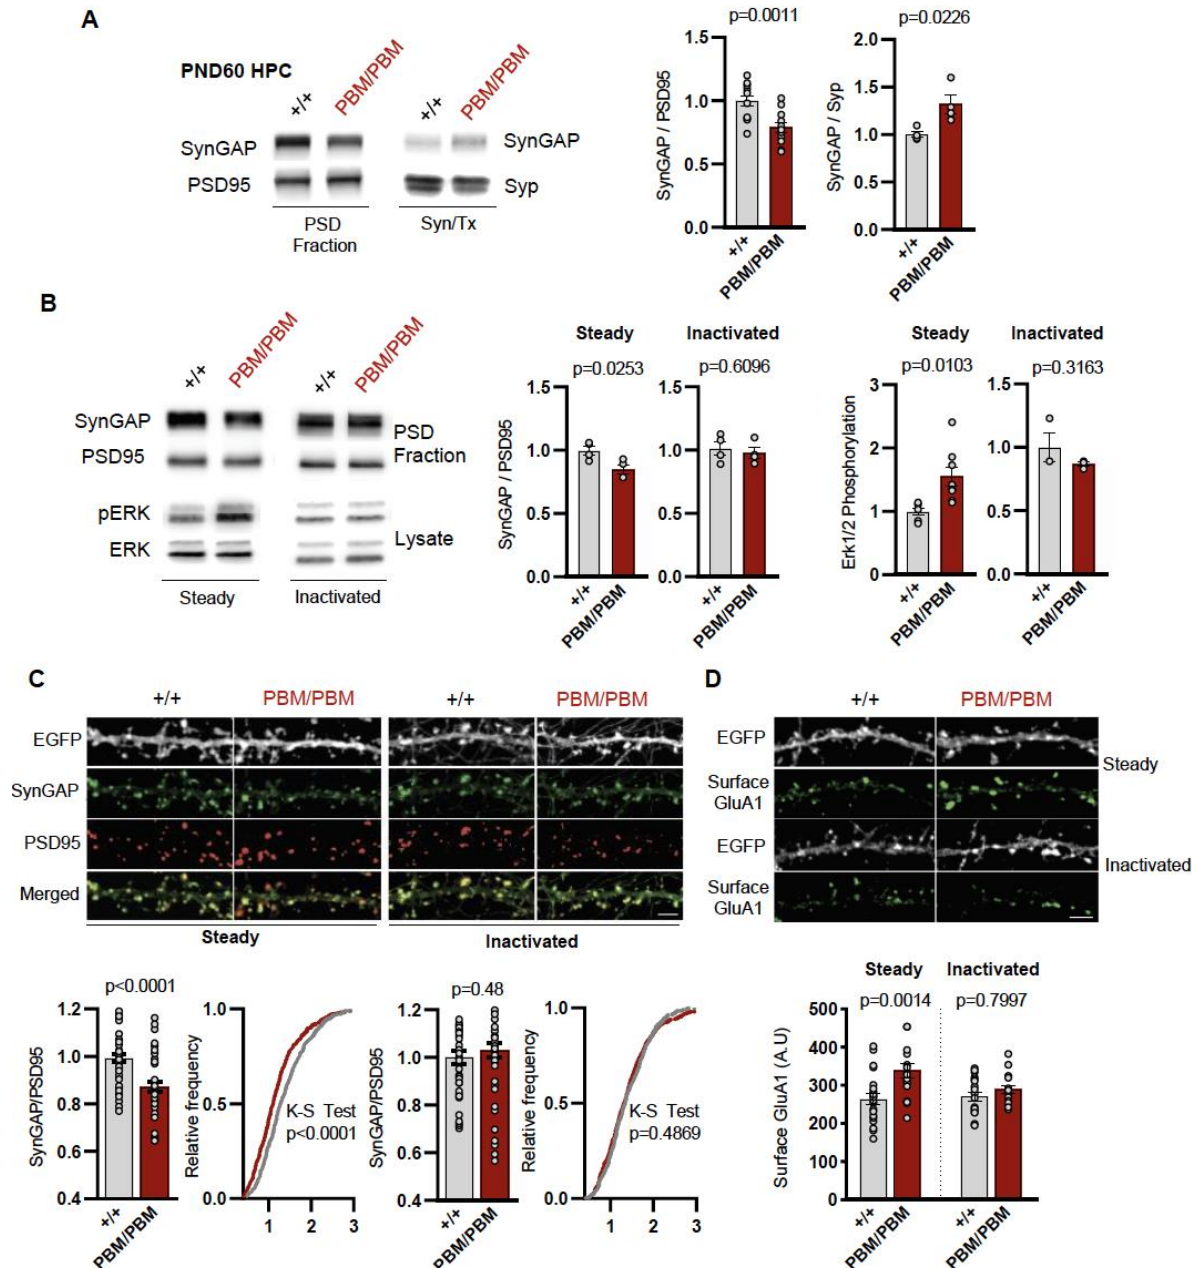 A
PND60 HPC
+/+
PBM/PBM
+/+
PBM/PBM
SynGAP
PSD95
SynGAP
Syp
PSD
Fraction
Syn/Tx
p=0.0011
SynGAP / PSD95
1.5
1.0
0.5
0.0
+/+
PBM/PBM
p=0.0226
SynGAP / Syp
2.0
1.5
1.0
0.5
0.0
+/+
PBM/PBM
B
+/+
PBM/PBM
+/+
PBM/PBM
SynGAP
PSD95
pERK
ERK
PSD
Fraction
Lysate
Steady
Inactivated
Steady
Inactivated
p=0.0253
p=0.6096
SynGAP / PSD95
1.5
1.0
0.5
0.0
+/+
PBM/PBM
1.5
1.0
0.5
0.0
+/+
PBM/PBM
Steady
Inactivated
p=0.0103
p=0.3163
Erk1/2 Phosphorylation
3
2
1
0
+/+
PBM/PBM
1.5
1.0
0.5
0.0
+/+
PBM/PBM
C
+/+
PBM/PBM
+/+
PBM/PBM
EGFP
SynGAP
PSD95
Merged
Steady
Inactivated
p<0.0001
SynGAP/PSD95
1.2
1.0
0.8
0.6
0.4
+/+
PBM/PBM
Relative frequency
1.0
0.5
0.0
K-S Test
p<0.0001
1 2 3
p=0.48
SynGAP/PSD95
1.2
1.0
0.8
0.6
0.4
+/+
PBM/PBM
Relative frequency
1.0
0.5
0.0
K-S Test
p=0.4869
1 2 3
D
+/+
PBM/PBM
EGFP
Surface
GluA1
Steady
EGFP
Surface
GluA1
Inactivated
Steady
Inactivated
p=0.0014
p=0.7997
Surface GluA1 (A.U)
500
400
300
200
100
0
+/+
PBM/PBM
+/+
PBM/PBM